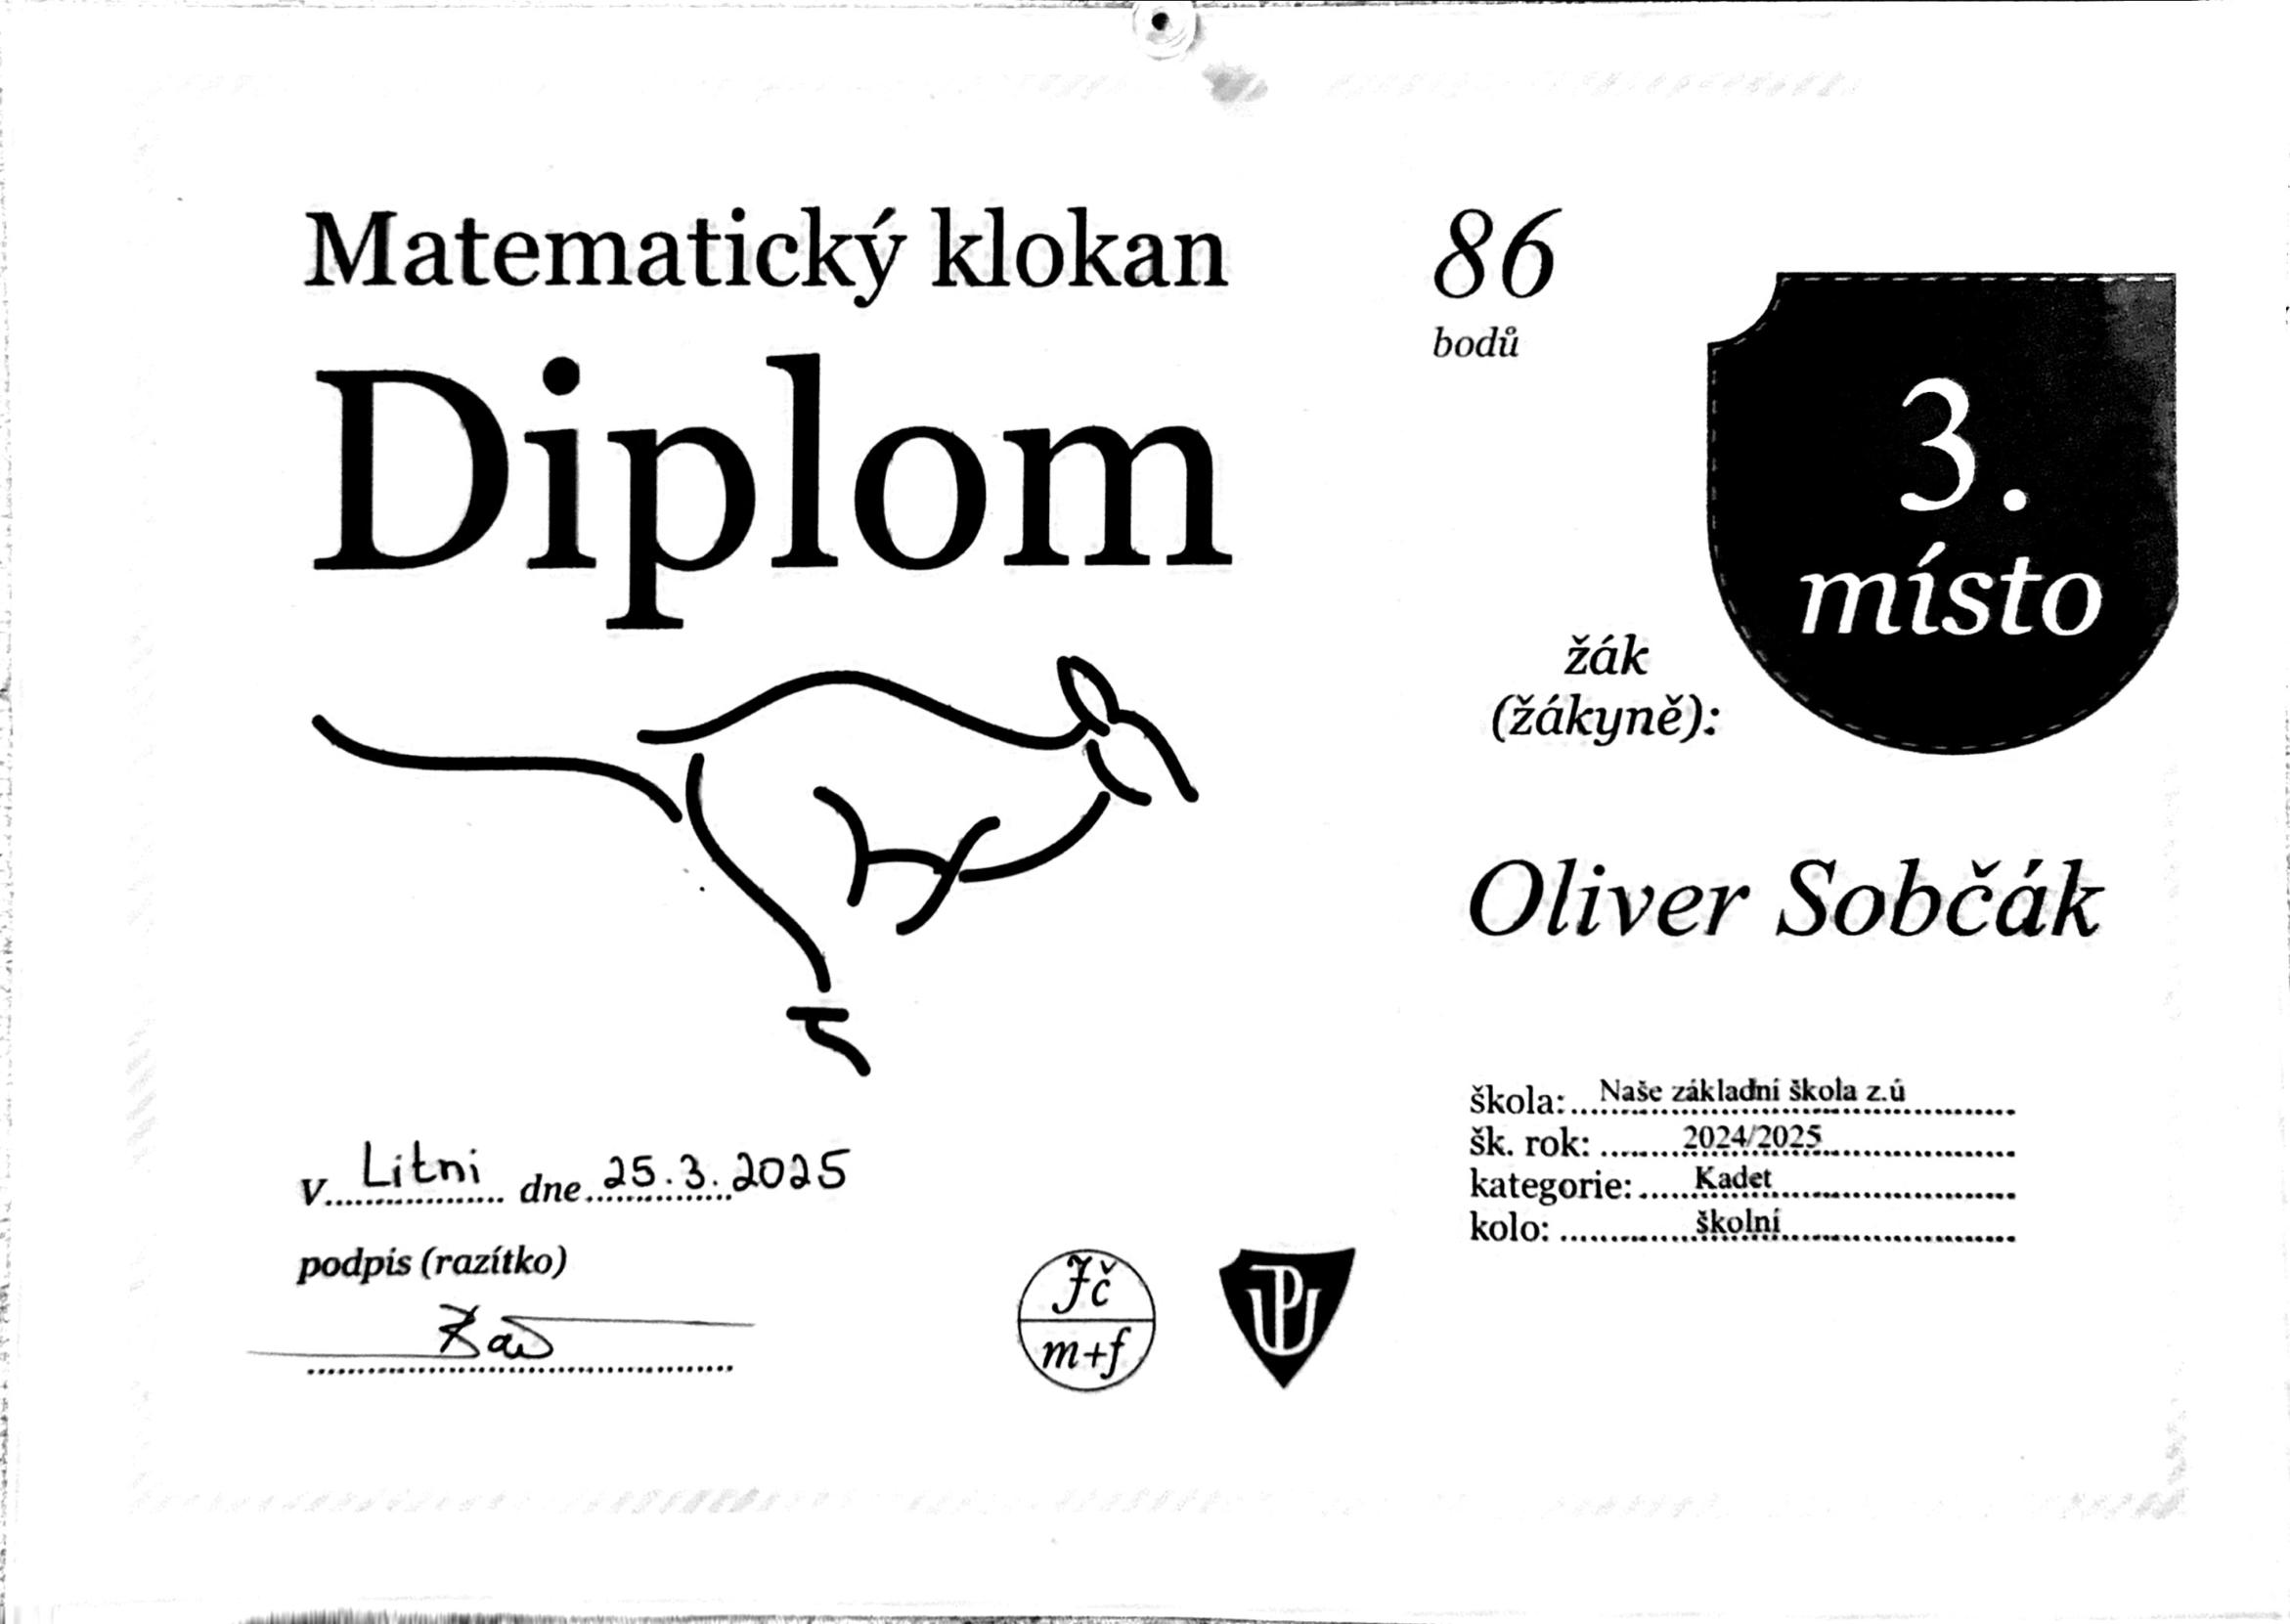 Matematický klokan
Diplom
86
bodů
3.
místo
žák
(žákyně):
Oliver Sobčák
škola: Naše základní škola z.ú
šk. rok: 2024/2025
kategorie: Kadet
kolo: školní
v Litni dne 25.3.2025
podpis (razítko)
Jč
m+f
UP